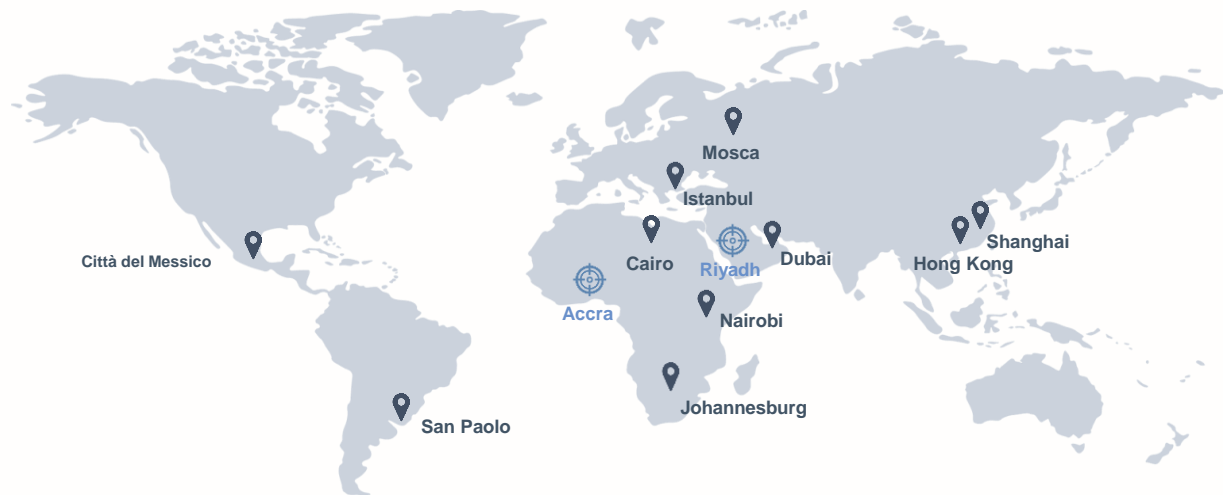 Mosca
Istanbul
Shanghai
Dubai
Città del Messico
Cairo
Hong Kong
Riyadh
Accra
Nairobi
Johannesburg
San Paolo